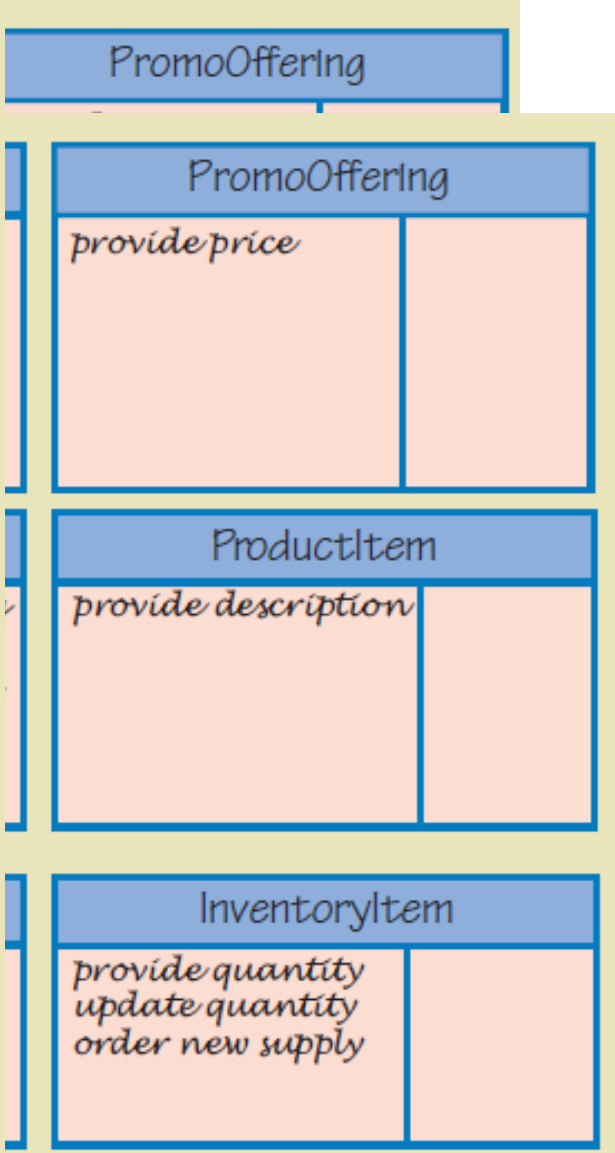 PromoOffering
PromoOffering
provide price
ProductItem
provide description
InventoryItem
provide quantity
update quantity
order new supply